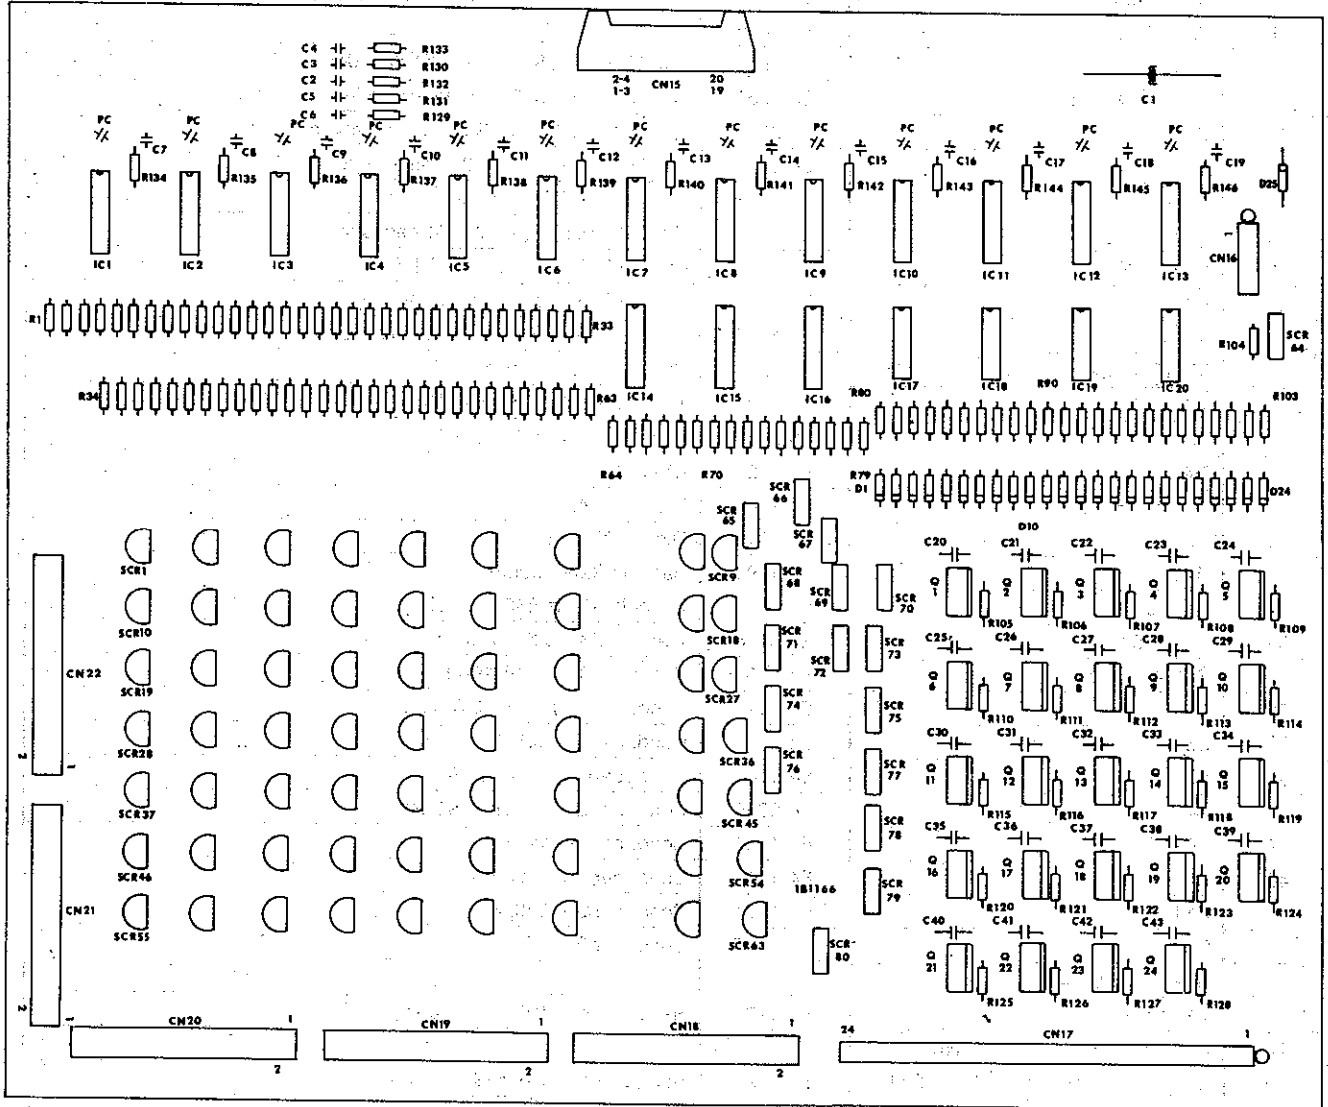 C4 R133
C3 R130
C2 R132
C5 R131
C6 R129
2-4 CN15 20
1-3 19
C1
PC PC PC PC PC PC PC PC PC PC PC PC PC
C7 C8 C9 C10 C11 C12 C13 C14 C15 C16 C17 C18 C19
R134 R135 R136 R137 R138 R139 R140 R141 R142 R143 R144 R145 R146 D25
1
CN16
IC1 IC2 IC3 IC4 IC5 IC6 IC7 IC8 IC9 IC10 IC11 IC12 IC13
R1 R33 R104 SCR
64
R34 R63 IC14 IC15 IC16 IC17 IC18 R90 IC19 IC20
R80 R103
R64 R70 R79
D1 D24
SCR
66
SCR
65
SCR
67
D10
C20 C21 C22 C23 C24
SCR1 SCR9 SCR
68
SCR
69
SCR
70
Q
1
Q
2
Q
3
Q
4
Q
5
R105 R106 R107 R108 R109
SCR10 SCR18 SCR
71
SCR
72
SCR
73
C25 C26 C27 C28 C29
CN22 SCR19 SCR27 SCR
74
SCR
75
Q
6
Q
7
Q
8
Q
9
Q
10
R110 R111 R112 R113 R114
SCR28 SCR36 SCR
76
SCR
77
C30 C31 C32 C33 C34
2 1
Q
11
Q
12
Q
13
Q
14
Q
15
R115 R116 R117 R118 R119
SCR37 SCR45 SCR
78
C35 C36 C37 C38 C39
SCR46 SCR54 1B1166 SCR
79
Q
16
Q
17
Q
18
Q
19
Q
20
R120 R121 R122 R123 R124
CN21 SCR55 SCR63 SCR
80
C40 C41 C42 C43
Q
21
Q
22
Q
23
Q
24
R125 R126 R127 R128
2 1
CN20 1 CN19 1 CN18 1 24 CN17 1
2 2 2